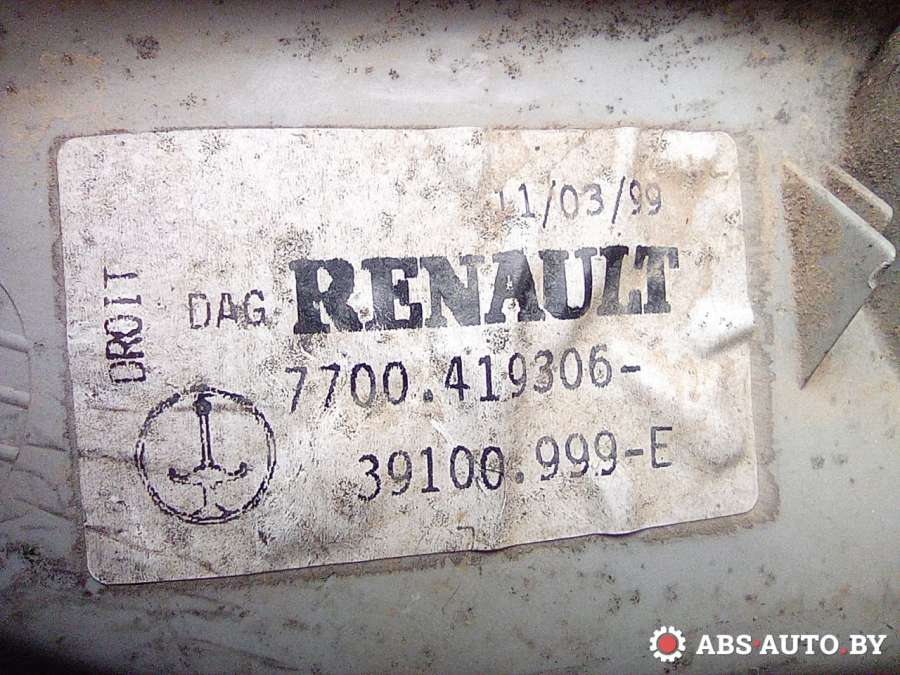 11/03/99
DROIT
DAG RENAULT
7700.419306-
39100.999-E
ABS-AUTO.BY